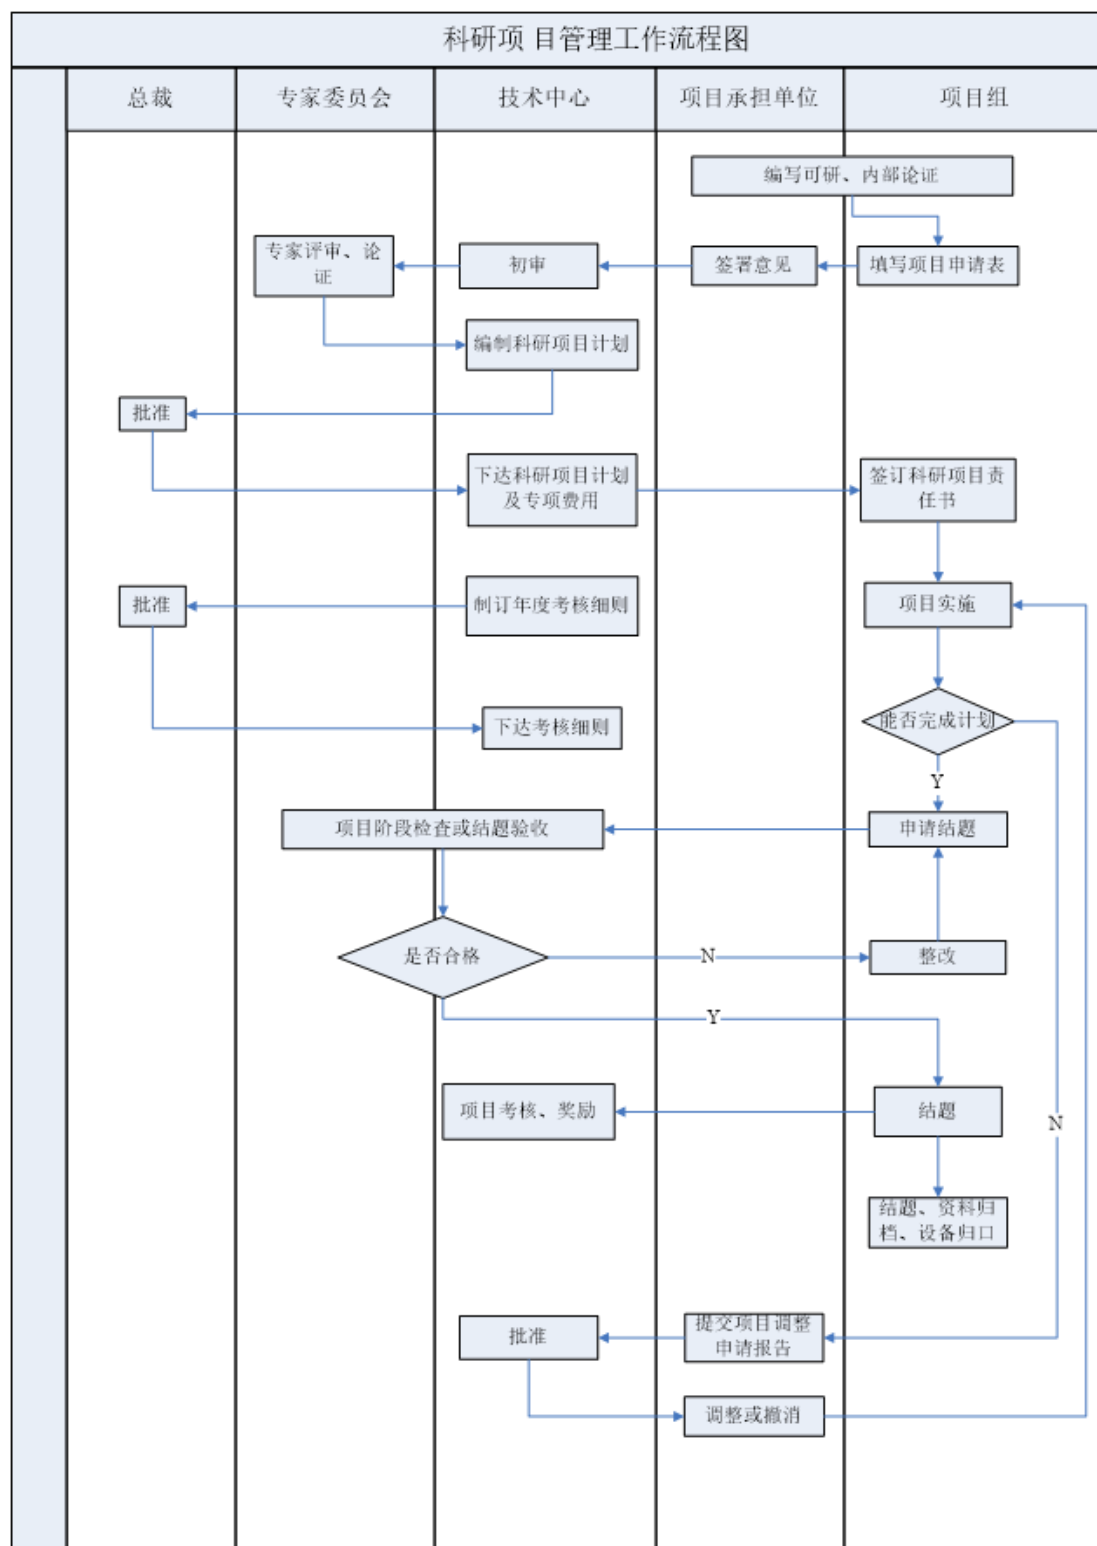 科研项 目管理工作流程图
总裁
专家委员会
技术中心
项目承担单位
项目组
编写可研、内部论证
专家评审、论
证
初审
签署意见
填写项目申请表
编制科研项目计划
批准
下达科研项目计划
及专项费用
签订科研项目责
任书
批准
制订年度考核细则
项目实施
下达考核细则
能否完成计划
Y
项目阶段检查或结题验收
申请结题
是否合格
N
整改
Y
项目考核、奖励
结题
N
结题、资料归
档、设备归口
批准
提交项目调整
申请报告
调整或撤消